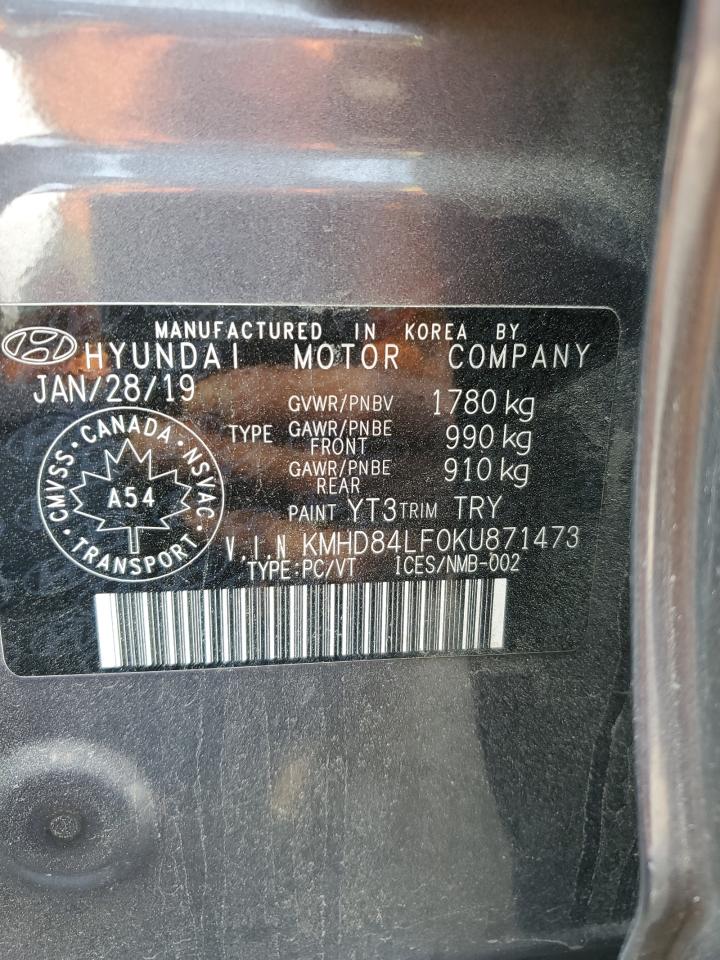 MANUFACTURED IN KOREA BY
HYUNDAI MOTOR COMPANY
JAN/28/19
GVWR/PNBV 1780 kg
TYPE GAWR/PNBE FRONT 990 kg
GAWR/PNBE REAR 910 kg
PAINT YT3 TRIM TRY
CANADA · NSVAC · TRANSPORT · CMVSS ·
A54
V.I.N KMHD84LF0KU871473
TYPE:PC/VT 1CES/NMB-002